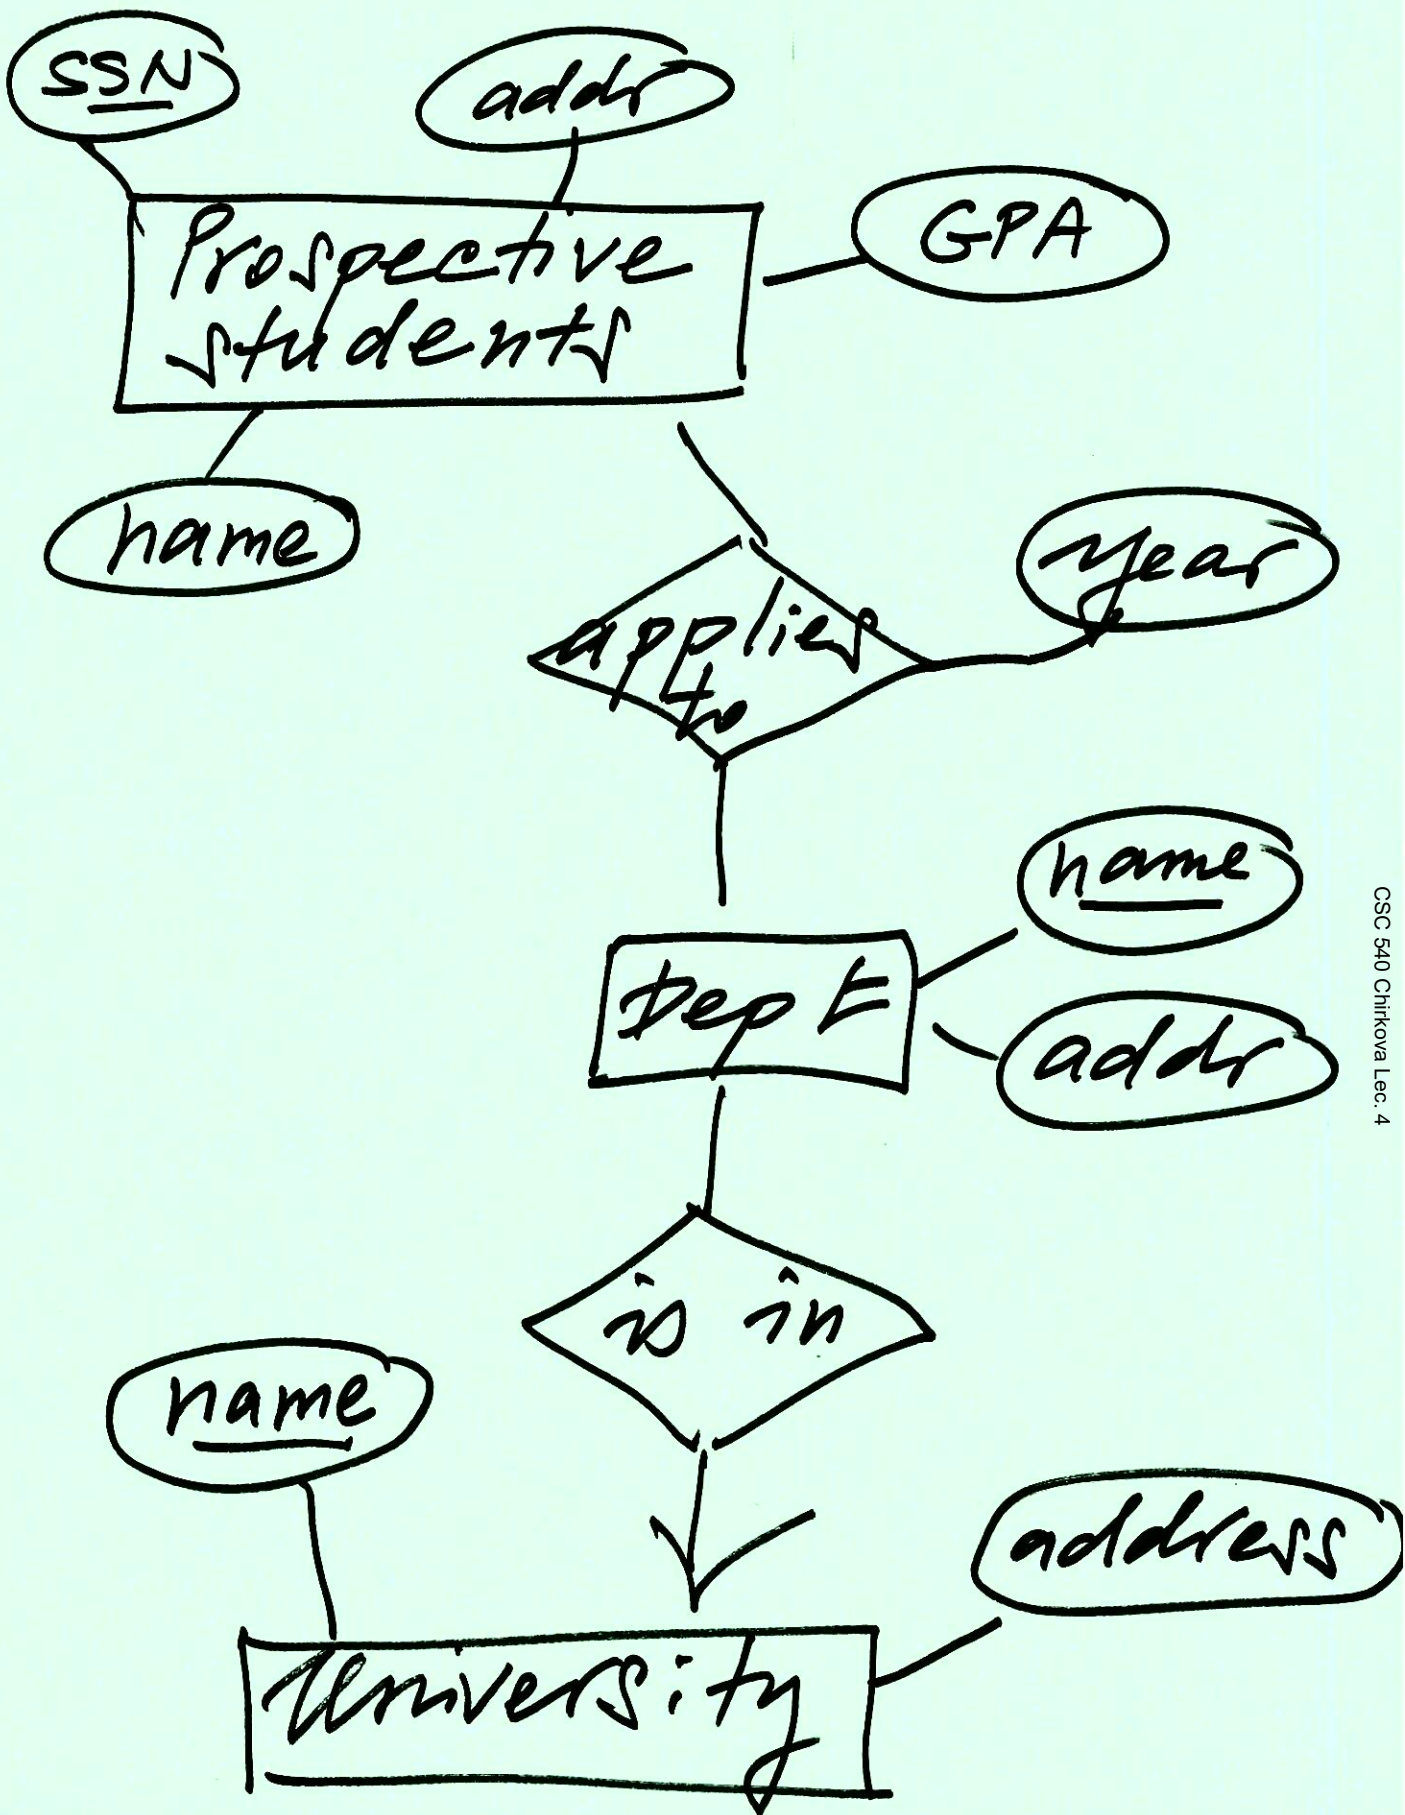 SSN
addr
GPA
Prospective
students
name
year
applies
to
name
Dept
addr
is in
name
address
University
CSC 540 Chirkova Lec. 4